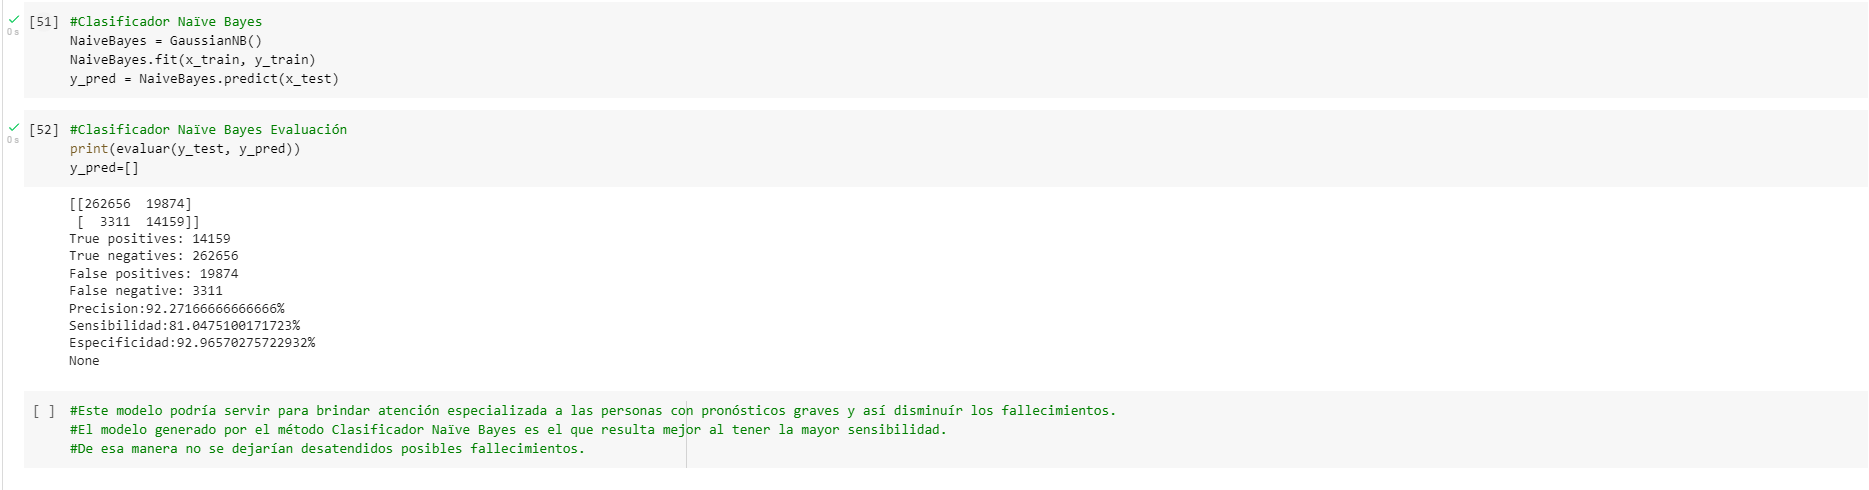 [51] #Clasificador Naïve Bayes
0 s
NaiveBayes = GaussianNB()
NaiveBayes.fit(x_train, y_train)
y_pred = NaiveBayes.predict(x_test)
[52] #Clasificador Naïve Bayes Evaluación
0 s
print(evaluar(y_test, y_pred))
y_pred=[]
[[262656  19874]
 [  3311  14159]]
True positives: 14159
True negatives: 262656
False positives: 19874
False negative: 3311
Precision:92.27166666666666%
Sensibilidad:81.0475100171723%
Especificidad:92.96570275722932%
None
[ ] #Este modelo podría servir para brindar atención especializada a las personas con pronósticos graves y así disminuír los fallecimientos.
#El modelo generado por el método Clasificador Naïve Bayes es el que resulta mejor al tener la mayor sensibilidad.
#De esa manera no se dejarían desatendidos posibles fallecimientos.